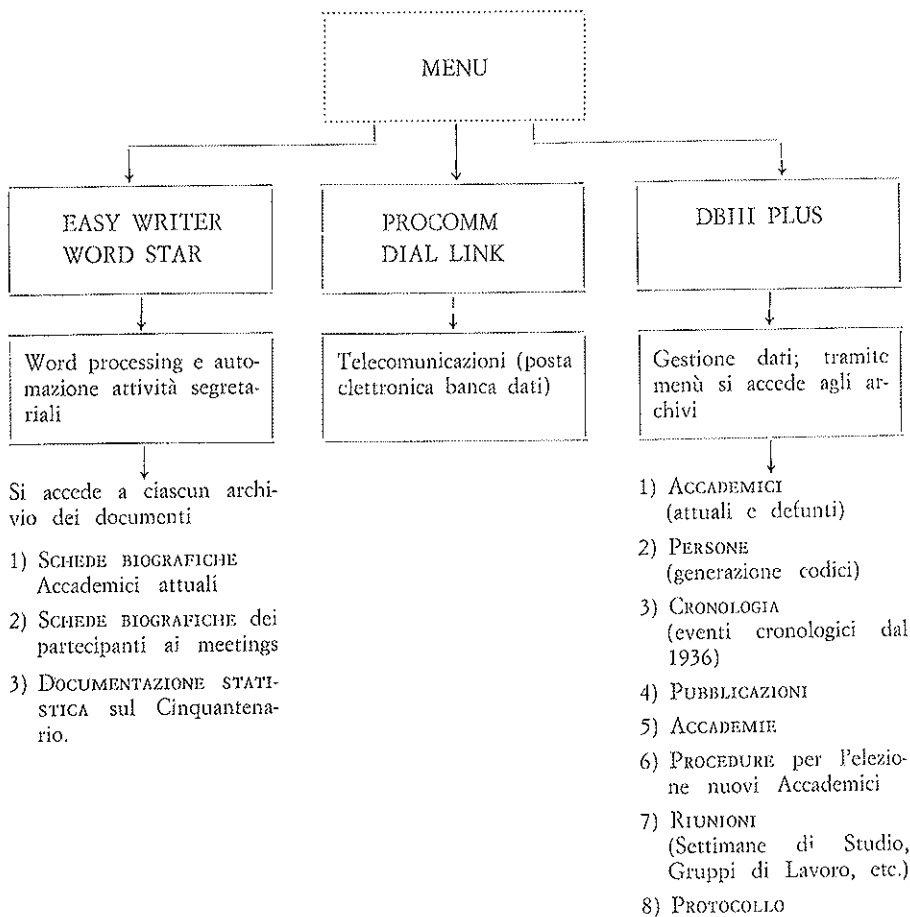 MENU
EASY WRITER
WORD STAR
PROCOMM
DIAL LINK
DBIII PLUS
Word processing e auto-
mazione attività segreta-
riali
Telecomunicazioni (posta
elettronica banca dati)
Gestione dati; tramite
menù si accede agli ar-
chivi
Si accede a ciascun archi-
vio dei documenti
1) SCHEDE BIOGRAFICHE
Accademici attuali
2) SCHEDE BIOGRAFICHE dei
partecipanti ai meetings
3) DOCUMENTAZIONE STATI-
STICA sul Cinquantena-
rio.
1) ACCADEMICI
(attuali e defunti)
2) PERSONE
(generazione codici)
3) CRONOLOGIA
(eventi cronologici dal
1936)
4) PUBBLICAZIONI
5) ACCADEMIE
6) PROCEDURE per l'elezio-
ne nuovi Accademici
7) RIUNIONI
(Settimane di Studio,
Gruppi di Lavoro, etc.)
8) PROTOCOLLO